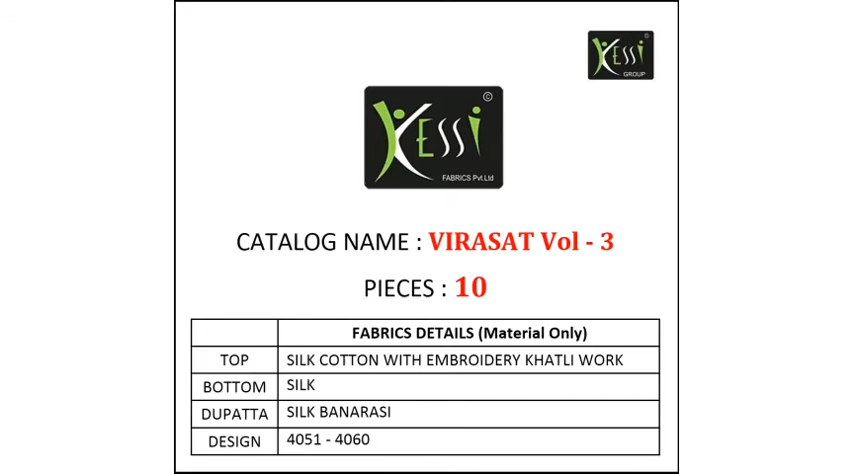 KESSI
©
GROUP
KESSI
©
FABRICS Pvt.Ltd
CATALOG NAME : VIRASAT Vol - 3
PIECES : 10
FABRICS DETAILS (Material Only)
TOP SILK COTTON WITH EMBROIDERY KHATLI WORK
BOTTOM SILK
DUPATTA SILK BANARASI
DESIGN 4051 - 4060